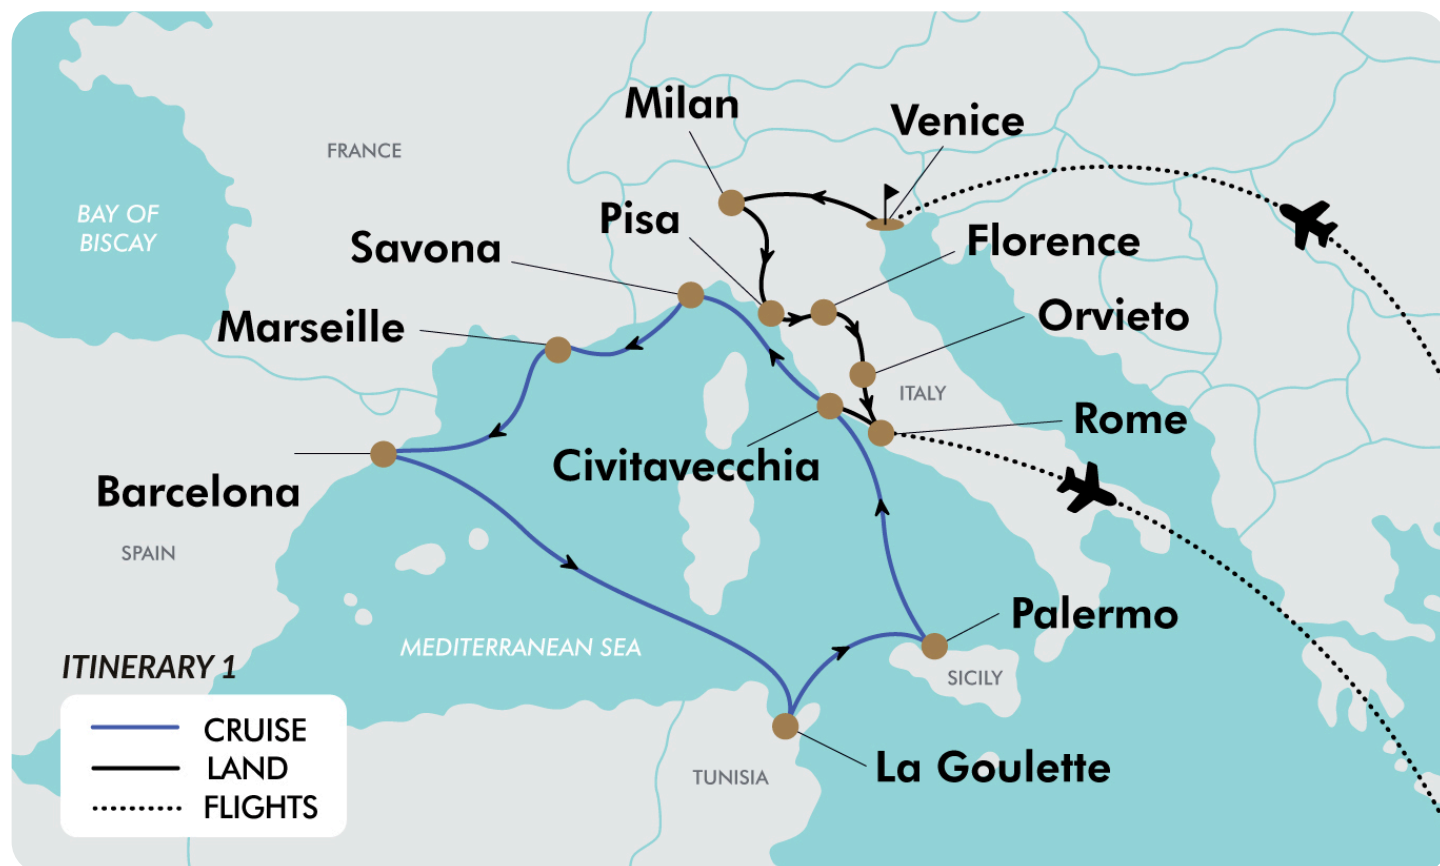 Milan
Venice
FRANCE
BAY OF
BISCAY
Pisa
Savona
Florence
Marseille
Orvieto
ITALY
Rome
Civitavecchia
Barcelona
SPAIN
Palermo
MEDITERRANEAN SEA
SICILY
ITINERARY 1
CRUISE
LAND
FLIGHTS
La Goulette
TUNISIA